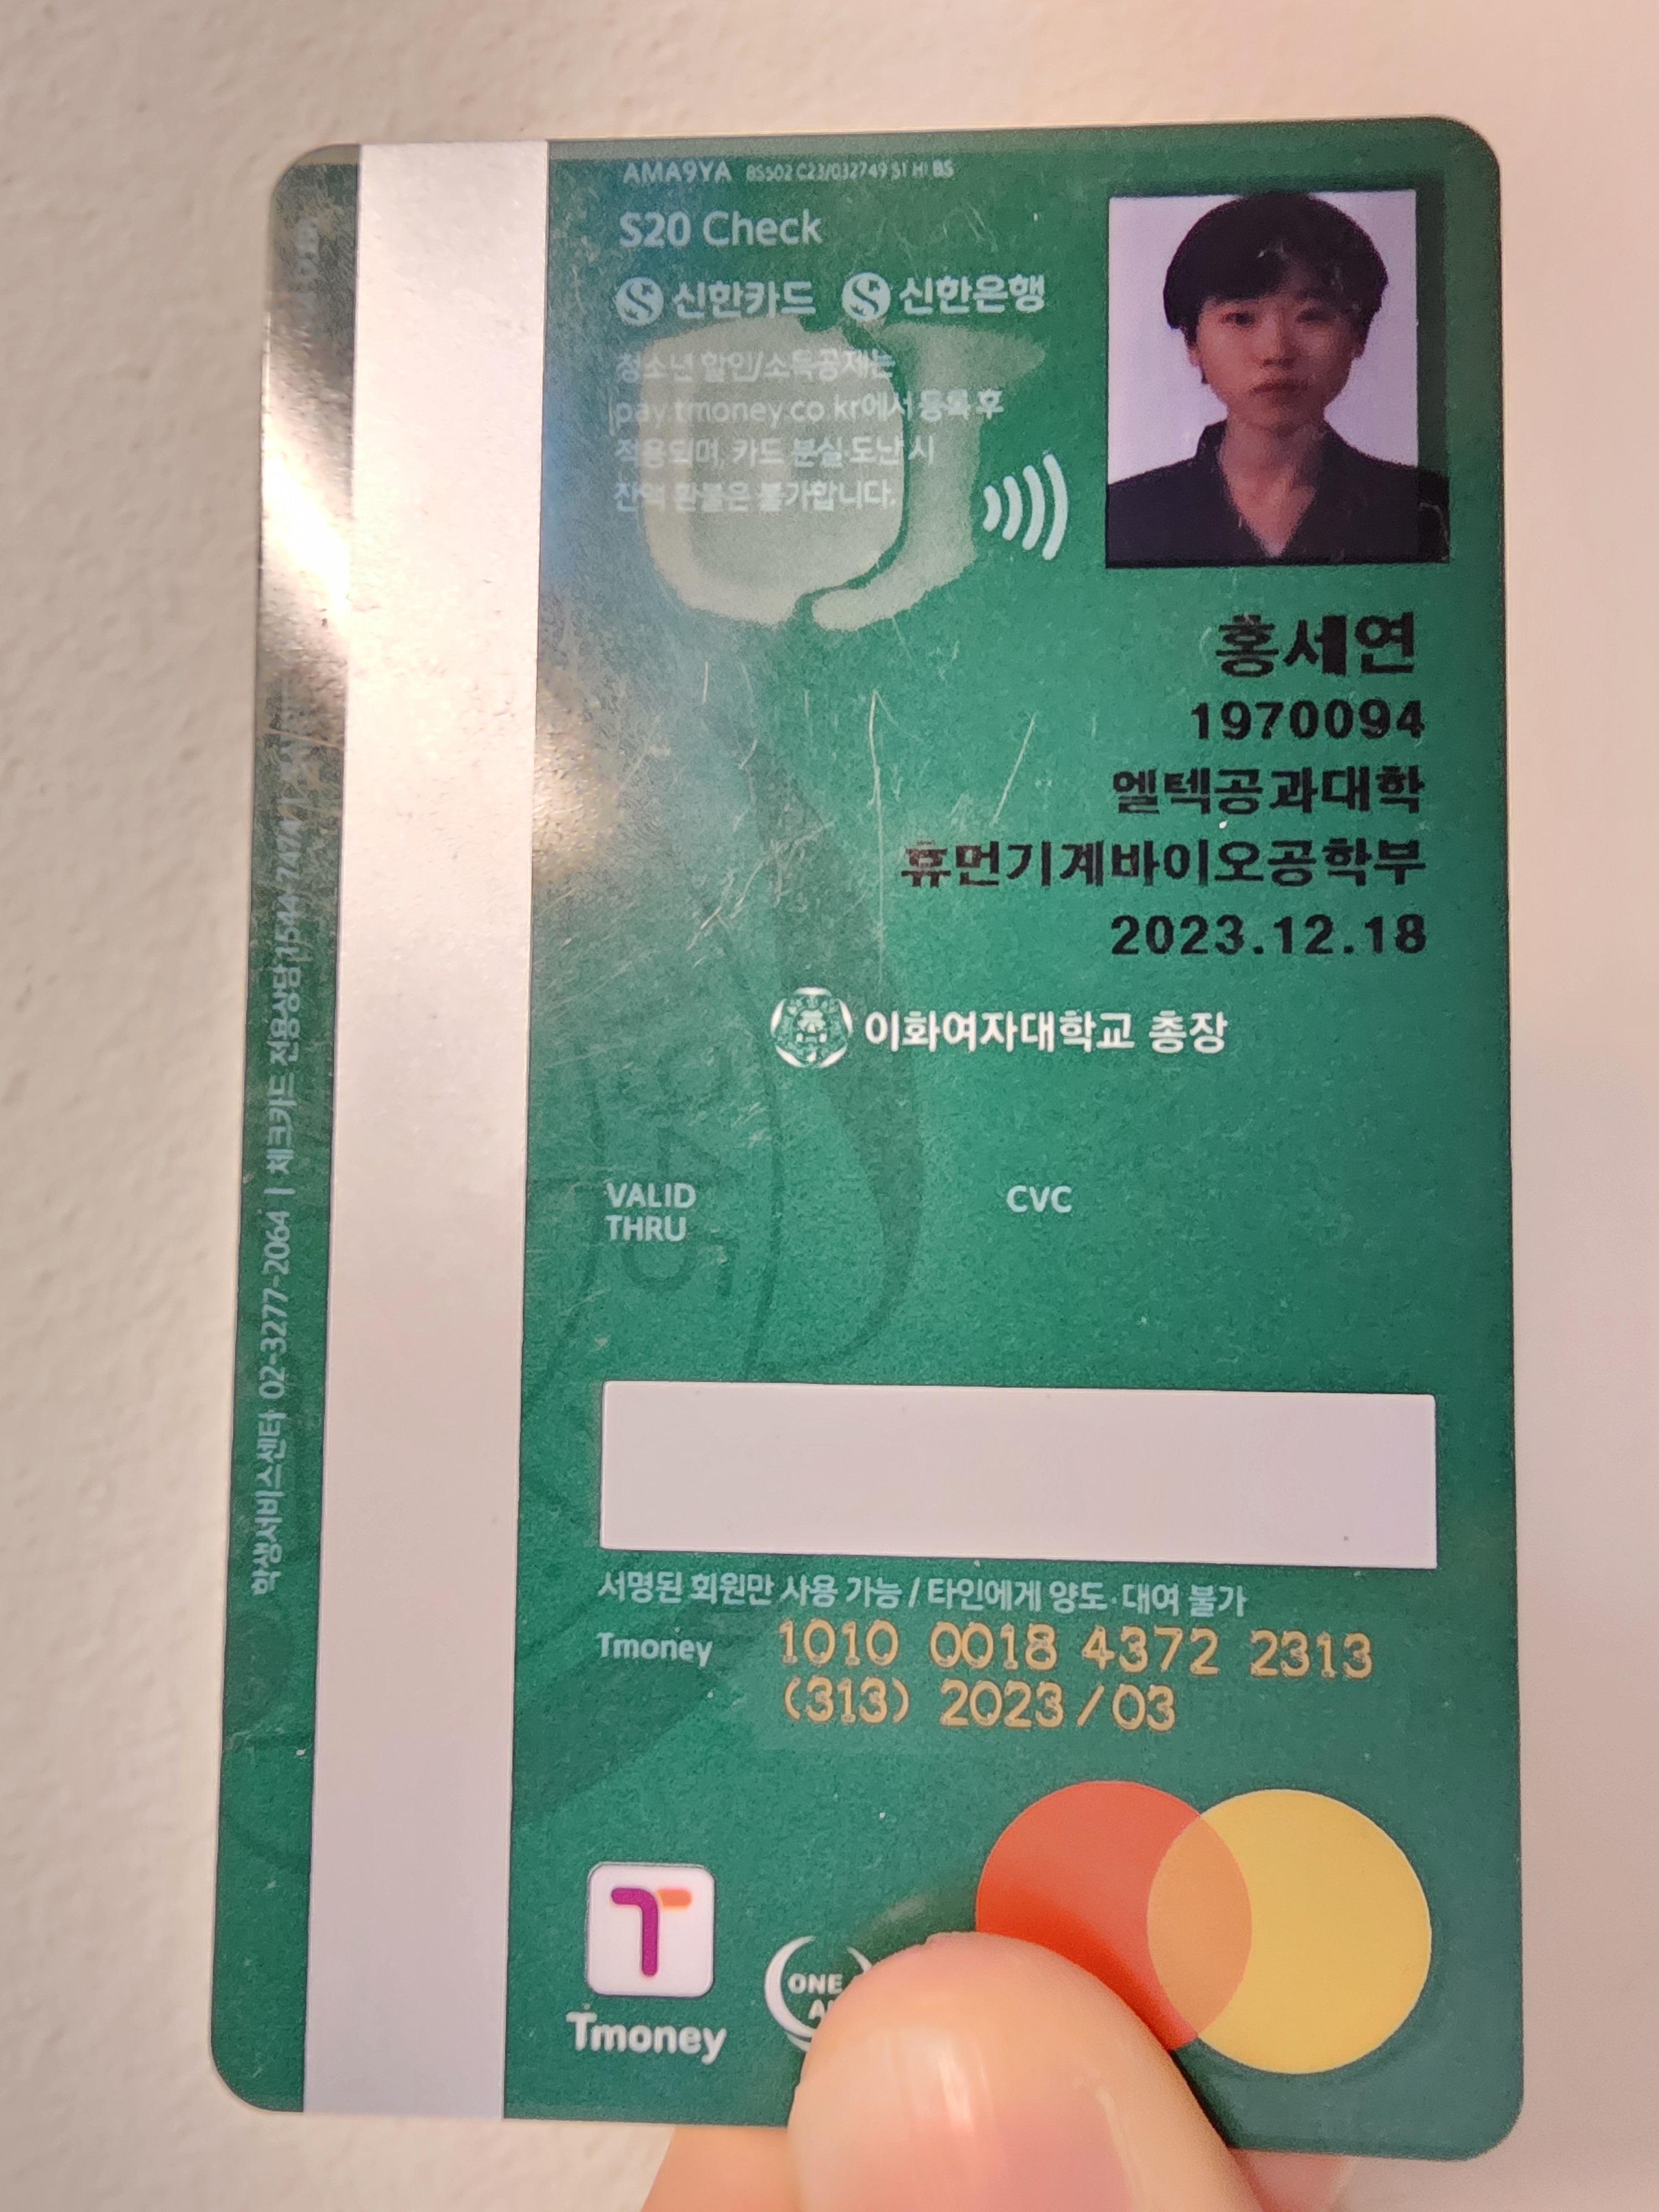 AMA9YA BS502 C23/032749 S1 HI BS
S20 Check
신한카드 신한은행
청소년 할인/소득공제는
pay.tmoney.co.kr에서 등록 후
적용되며, 카드 분실·도난 시
잔액 환불은 불가합니다.
홍세연
1970094
엘텍공과대학
휴먼기계바이오공학부
2023.12.18
이화여자대학교 총장
VALID
THRU
CVC
서명된 회원만 사용 가능 / 타인에게 양도·대여 불가
Tmoney 1010 0018 4372 2313
(313) 2023/03
Tmoney
ONE
학생서비스센터 02-3277-2064 | 체크카드 전용상담 1544-7474 |